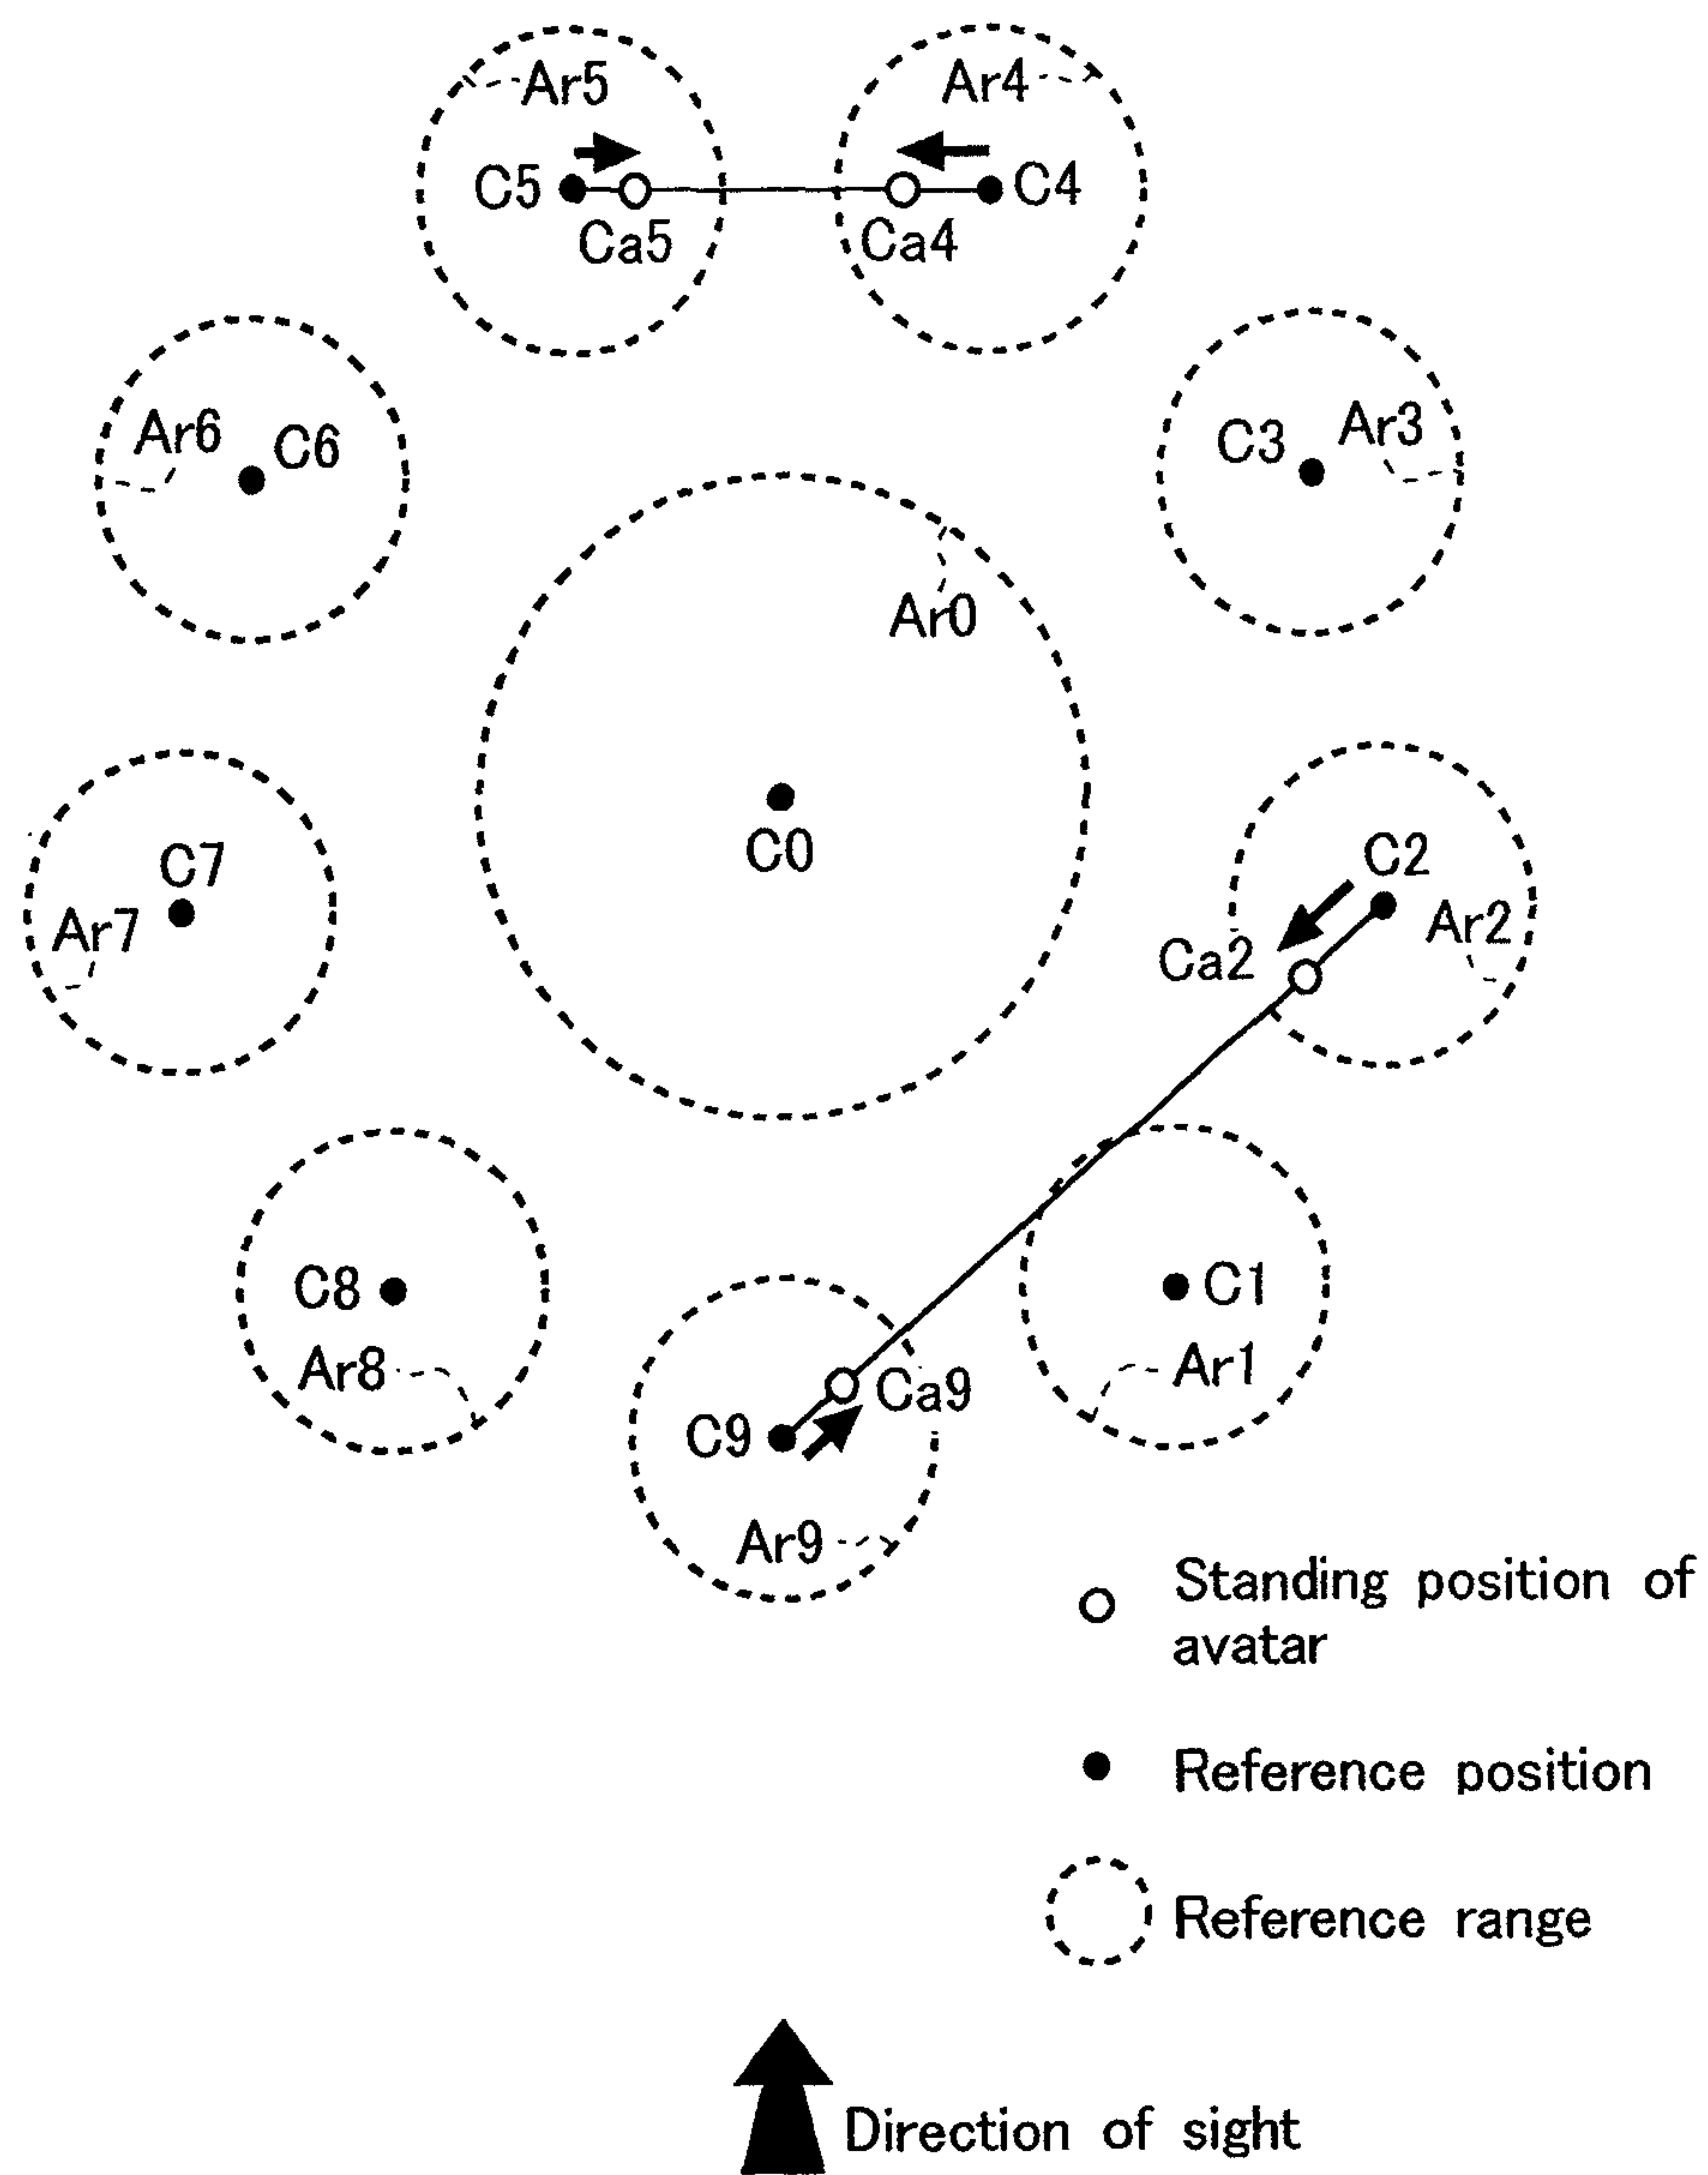 Ar5
Ar4
C5
C4
Ca5
Ca4
Ar6
C6
C3
Ar3
Ar0
C0
C7
Ar7
C2
Ar2
Ca2
C8
Ar8
C1
Ar1
Ca9
C9
Ar9
Standing position of
avatar
Reference position
Reference range
Direction of sight